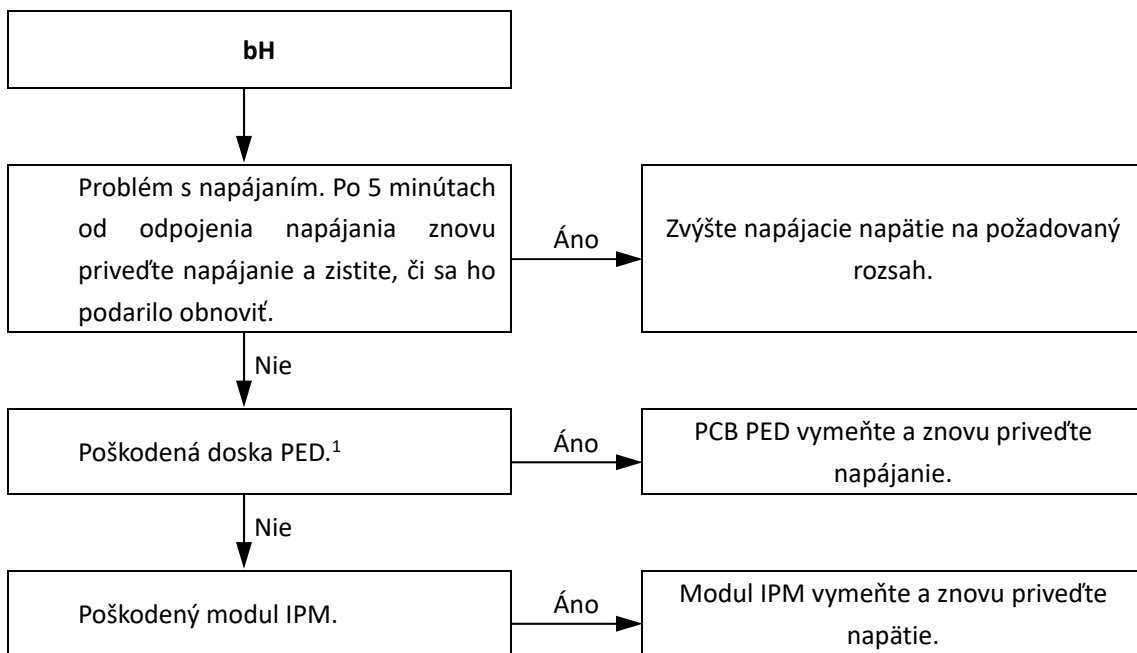 bH
Problém s napájaním. Po 5 minútach
od odpojenia napájania znovu
priveďte napájanie a zistite, či sa ho
podarilo obnoviť.
Áno
Zvýšte napájacie napätie na požadovaný
rozsah.
Nie
Poškodená doska PED.¹
Áno
PCB PED vymeňte a znovu priveďte
napájanie.
Nie
Poškodený modul IPM.
Áno
Modul IPM vymeňte a znovu priveďte
napätie.